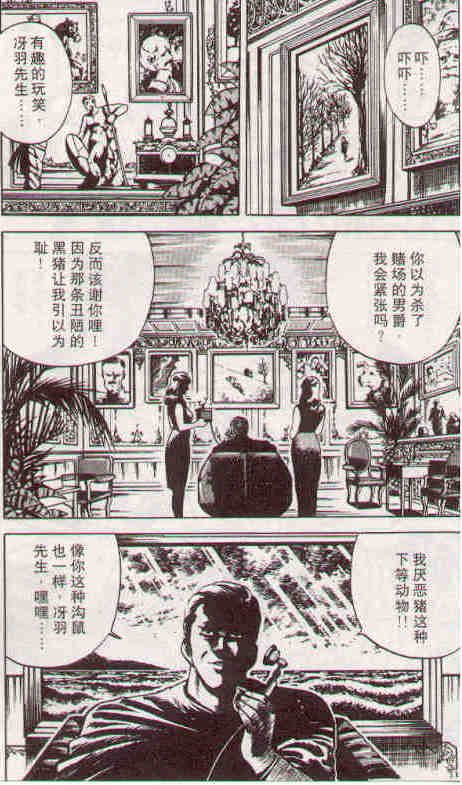 吓……
吓吓……
有趣的玩笑，
冴羽先生……
你以为杀了
赌场的男爵，
我会紧张吗？
反而该谢你哩！
因为那条丑陋的
黑猪让我引以为
耻！
我厌恶猪这种
下等动物!!
像你这种沟鼠
也一样，冴羽
先生，嘿嘿……